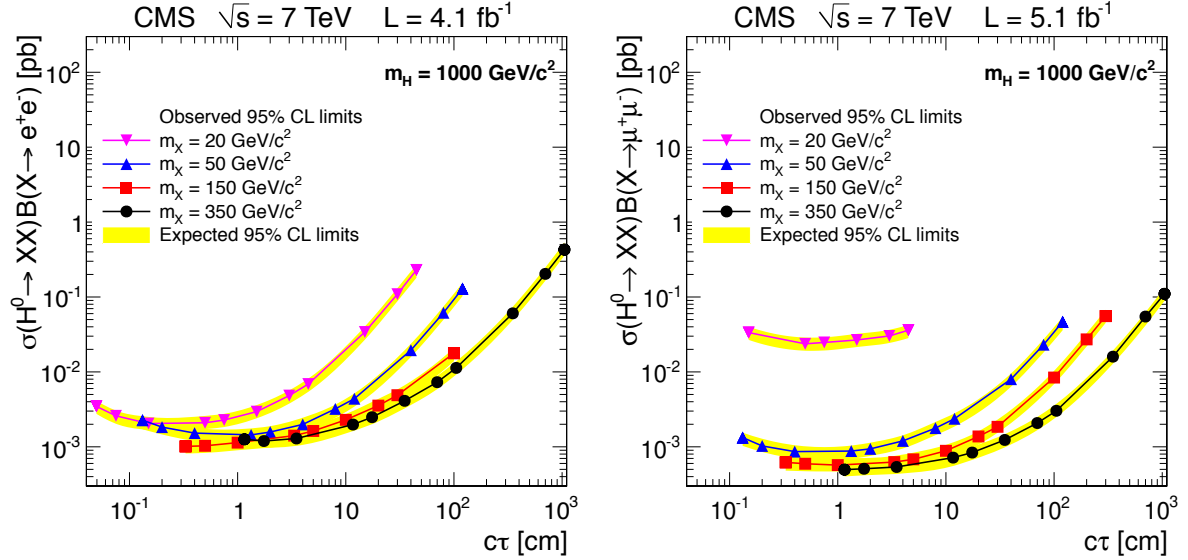 CMS √s = 7 TeV L = 4.1 fb⁻¹
σ(H⁰→ XX)B(X→ e⁺e⁻) [pb]
m_H = 1000 GeV/c²
Observed 95% CL limits
m_X = 20 GeV/c²
m_X = 50 GeV/c²
m_X = 150 GeV/c²
m_X = 350 GeV/c²
Expected 95% CL limits
10²
10
1
10⁻¹
10⁻²
10⁻³
10⁻¹ 1 10 10² 10³
cτ [cm]
CMS √s = 7 TeV L = 5.1 fb⁻¹
σ(H⁰→ XX)B(X→μ⁺μ⁻) [pb]
m_H = 1000 GeV/c²
Observed 95% CL limits
m_X = 20 GeV/c²
m_X = 50 GeV/c²
m_X = 150 GeV/c²
m_X = 350 GeV/c²
Expected 95% CL limits
10²
10
1
10⁻¹
10⁻²
10⁻³
10⁻¹ 1 10 10² 10³
cτ [cm]